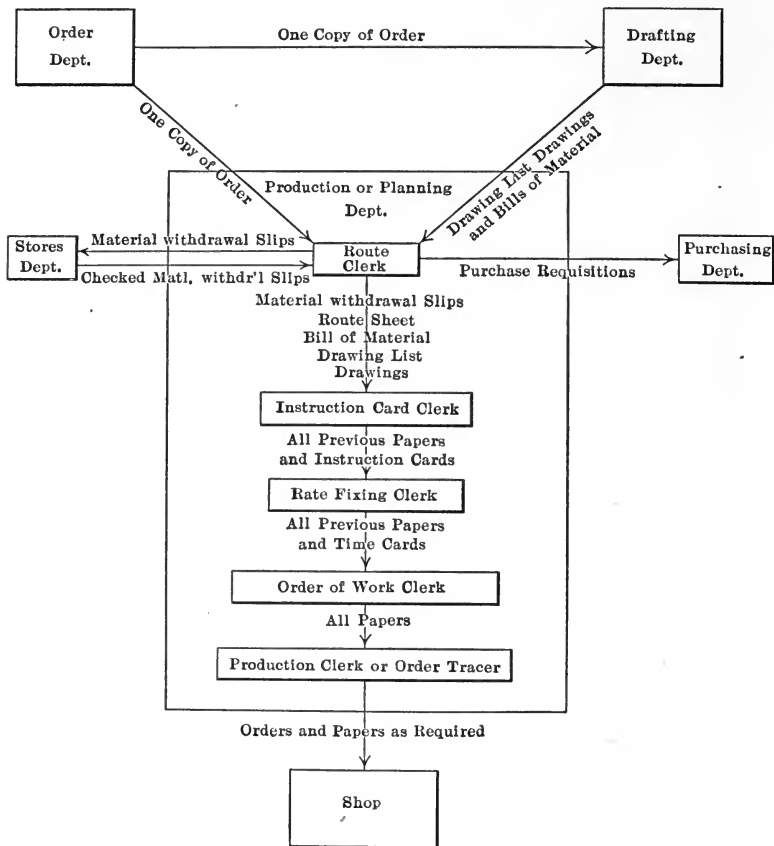 Order
Dept.
One Copy of Order
Drafting
Dept.
One Copy of Order
Drawing List Drawings
and Bills of Material
Production or Planning
Dept.
Stores
Dept.
Material withdrawal Slips
Checked Matl. withdr'l Slips
Route
Clerk
Purchase Requisitions
Purchasing
Dept.
Material withdrawal Slips
Route Sheet
Bill of Material
Drawing List
Drawings
Instruction Card Clerk
All Previous Papers
and Instruction Cards
Rate Fixing Clerk
All Previous Papers
and Time Cards
Order of Work Clerk
All Papers
Production Clerk or Order Tracer
Orders and Papers as Required
Shop